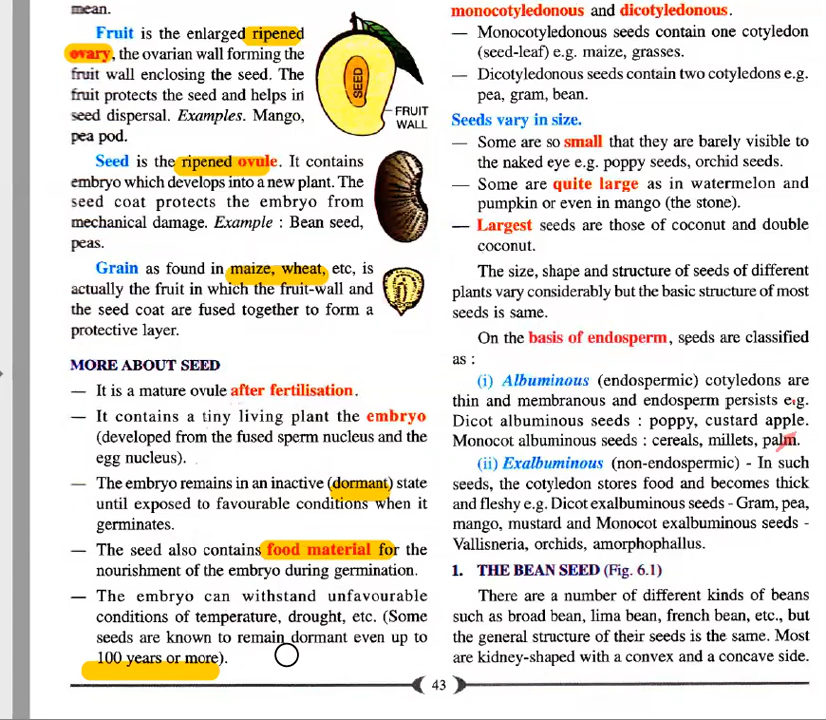 mean.
Fruit is the enlarged ripened
ovary, the ovarian wall forming the
fruit wall enclosing the seed. The
fruit protects the seed and helps in
seed dispersal. Examples. Mango,
pea pod.
SEED
FRUIT
WALL
Seed is the ripened ovule. It contains
embryo which develops into a new plant. The
seed coat protects the embryo from
mechanical damage. Example : Bean seed,
peas.
Grain as found in maize, wheat, etc, is
actually the fruit in which the fruit-wall and
the seed coat are fused together to form a
protective layer.
MORE ABOUT SEED
— It is a mature ovule after fertilisation.
— It contains a tiny living plant the embryo
(developed from the fused sperm nucleus and the
egg nucleus).
— The embryo remains in an inactive (dormant) state
until exposed to favourable conditions when it
germinates.
— The seed also contains food material for the
nourishment of the embryo during germination.
— The embryo can withstand unfavourable
conditions of temperature, drought, etc. (Some
seeds are known to remain dormant even up to
100 years or more).
monocotyledonous and dicotyledonous.
— Monocotyledonous seeds contain one cotyledon
(seed-leaf) e.g. maize, grasses.
— Dicotyledonous seeds contain two cotyledons e.g.
pea, gram, bean.
Seeds vary in size.
— Some are so small that they are barely visible to
the naked eye e.g. poppy seeds, orchid seeds.
— Some are quite large as in watermelon and
pumpkin or even in mango (the stone).
— Largest seeds are those of coconut and double
coconut.
The size, shape and structure of seeds of different
plants vary considerably but the basic structure of most
seeds is same.
On the basis of endosperm, seeds are classified
as :
(i) Albuminous (endospermic) cotyledons are
thin and membranous and endosperm persists e.g.
Dicot albuminous seeds : poppy, custard apple.
Monocot albuminous seeds : cereals, millets, palm.
(ii) Exalbuminous (non-endospermic) - In such
seeds, the cotyledon stores food and becomes thick
and fleshy e.g. Dicot exalbuminous seeds - Gram, pea,
mango, mustard and Monocot exalbuminous seeds -
Vallisneria, orchids, amorphophallus.
1. THE BEAN SEED (Fig. 6.1)
There are a number of different kinds of beans
such as broad bean, lima bean, french bean, etc., but
the general structure of their seeds is the same. Most
are kidney-shaped with a convex and a concave side.
43